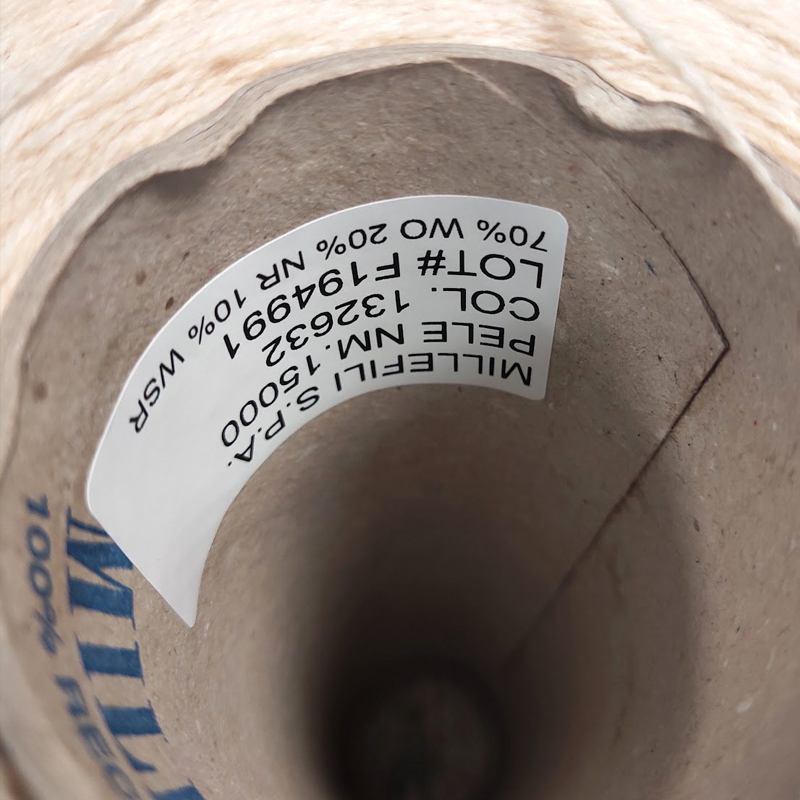 MILLEFILI S.P.A.
PELE NM. 15000
COL. 132632
LOT# F194991
70% WO 20% NR 10% WSR
100%